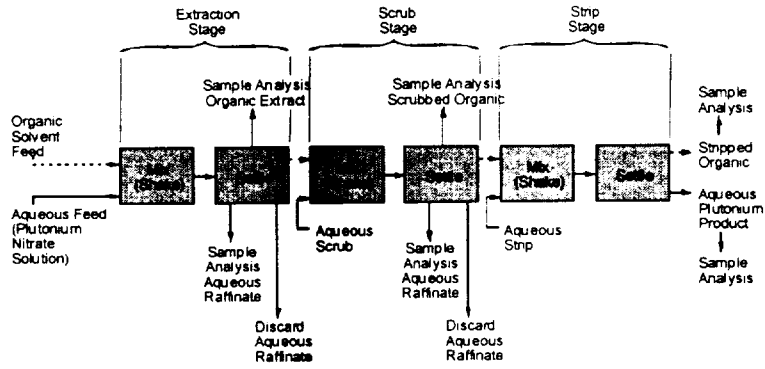 Extraction
Stage
Scrub
Stage
Strip
Stage
Sample Analysis
Organic Extract
Sample Analysis
Scrubbed Organic
Sample
Analysis
Organic
Solvent
Feed
Mix
(Shake)
Mix
(Shake)
Settle
Stripped
Organic
Aqueous Feed
(Plutonium
Nitrate
Solution)
Aqueous
Scrub
Aqueous
Strip
Aqueous
Plutonium
Product
Sample
Analysis
Aqueous
Raffinate
Sample
Analysis
Aqueous
Raffinate
Sample
Analysis
Discard
Aqueous
Raffinate
Discard
Aqueous
Raffinate